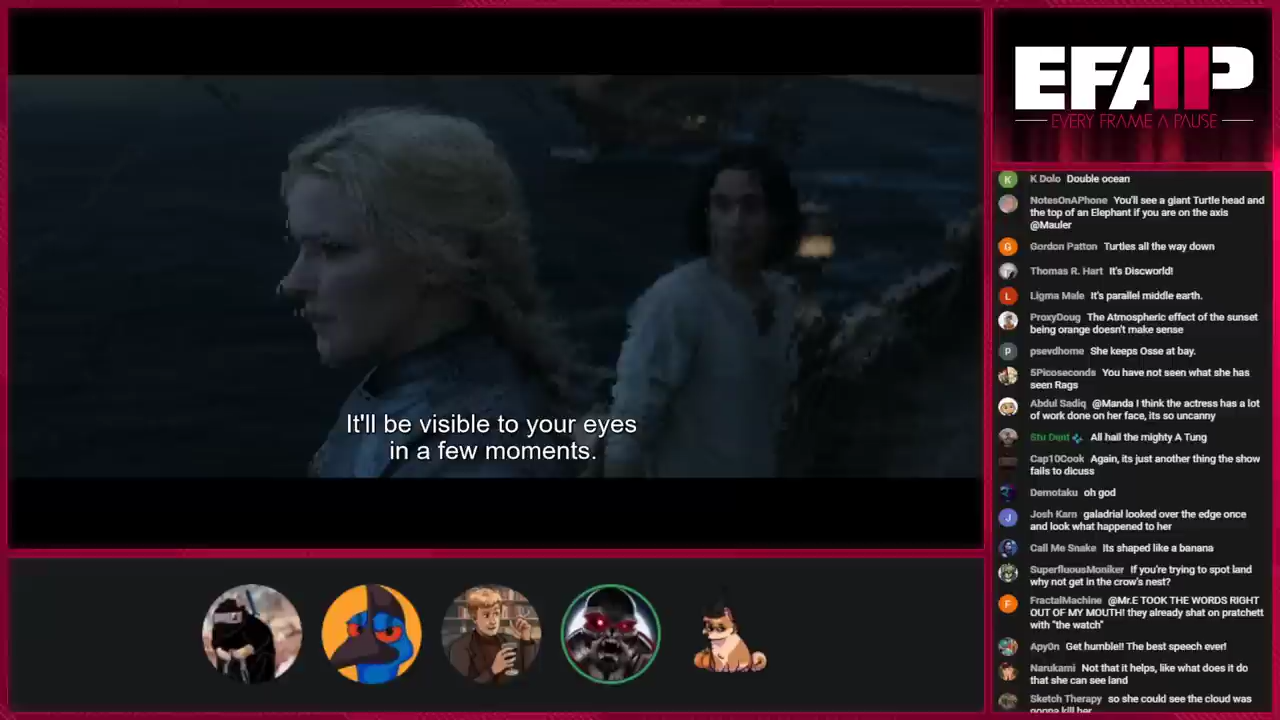 It'll be visible to your eyes
in a few moments.
EFAP
EVERY FRAME A PAUSE
K
K Dolo Double ocean
NotesOnAPhone You'll see a giant Turtle head and
the top of an Elephant if you are on the axis
@Mauler
G
Gordon Patton Turtles all the way down
Thomas R. Hart It's Discworld!
L
Ligma Male It's parallel middle earth.
ProxyDoug The Atmospheric effect of the sunset
being orange doesn't make sense
P
psevdhome She keeps Osse at bay.
5Picoseconds You have not seen what she has
seen Rags
Abdul Sadiq @Manda I think the actress has a lot
of work done on her face, its so uncanny
Stu Dent All hail the mighty A Tung
Cap10Cook Again, its just another thing the show
fails to dicuss
Demotaku oh god
J
Josh Karn galadrial looked over the edge once
and look what happened to her
Call Me Snake Its shaped like a banana
SuperfluousMoniker If you're trying to spot land
why not get in the crow's nest?
F
FractalMachine @Mr.E TOOK THE WORDS RIGHT
OUT OF MY MOUTH! they already shat on pratchett
with "the watch"
Apy0n Get humble!! The best speech ever!
Narukami Not that it helps, like what does it do
that she can see land
Sketch Therapy so she could see the cloud was
gonna kill her